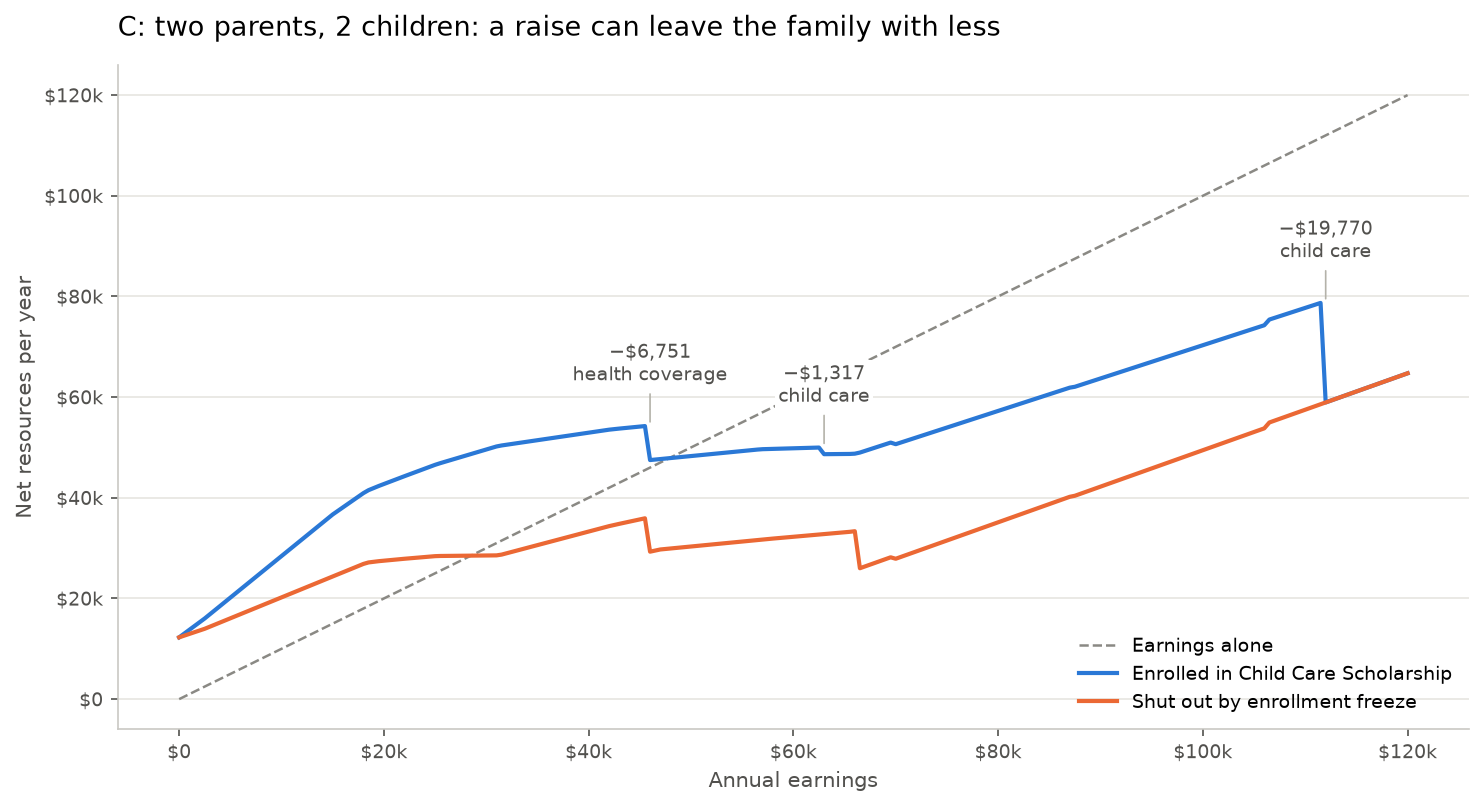 C: two parents, 2 children: a raise can leave the family with less
Net resources per year
$120k
$100k
$80k
$60k
$40k
$20k
$0
−$19,770
child care
−$6,751
health coverage
−$1,317
child care
Earnings alone
Enrolled in Child Care Scholarship
Shut out by enrollment freeze
$0
$20k
$40k
$60k
$80k
$100k
$120k
Annual earnings